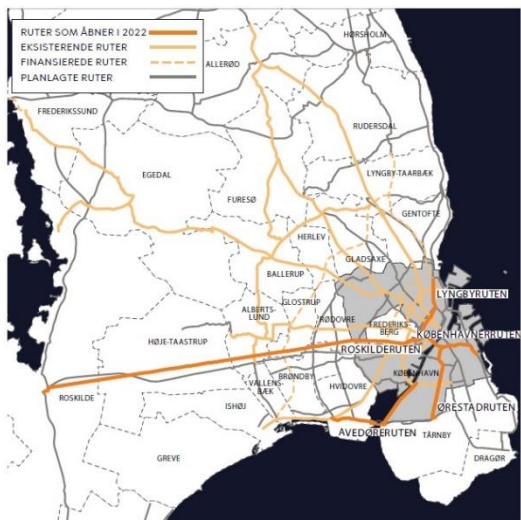 RUTER SOM ÅBNER I 2022
EKSISTERENDE RUTER
FINANSIEREDE RUTER
PLANLAGTE RUTER
HØRSHOLM
ALLERØD
FREDERIKSSUND
RUDERSDAL
EGEDAL
LYNGBY-TAARBÆK
FURESØ
GENTOFTE
HERLEV
GLADSAXE
BALLERUP
LYNGBYRUTEN
GLOSTRUP
ALBERTS-
LUND
RØDOVRE
FREDERIKS-
BERG
KØBENHAVNERRUTEN
HØJE-TAASTRUP
ROSKILDERUTEN
BRØNDBY
KØBENHAVN
VALLENS-
BÆK
HVIDOVRE
ROSKILDE
ISHØJ
ØRESTADRUTEN
AVEDØRERUTEN
TÅRNBY
GREVE
DRAGØR